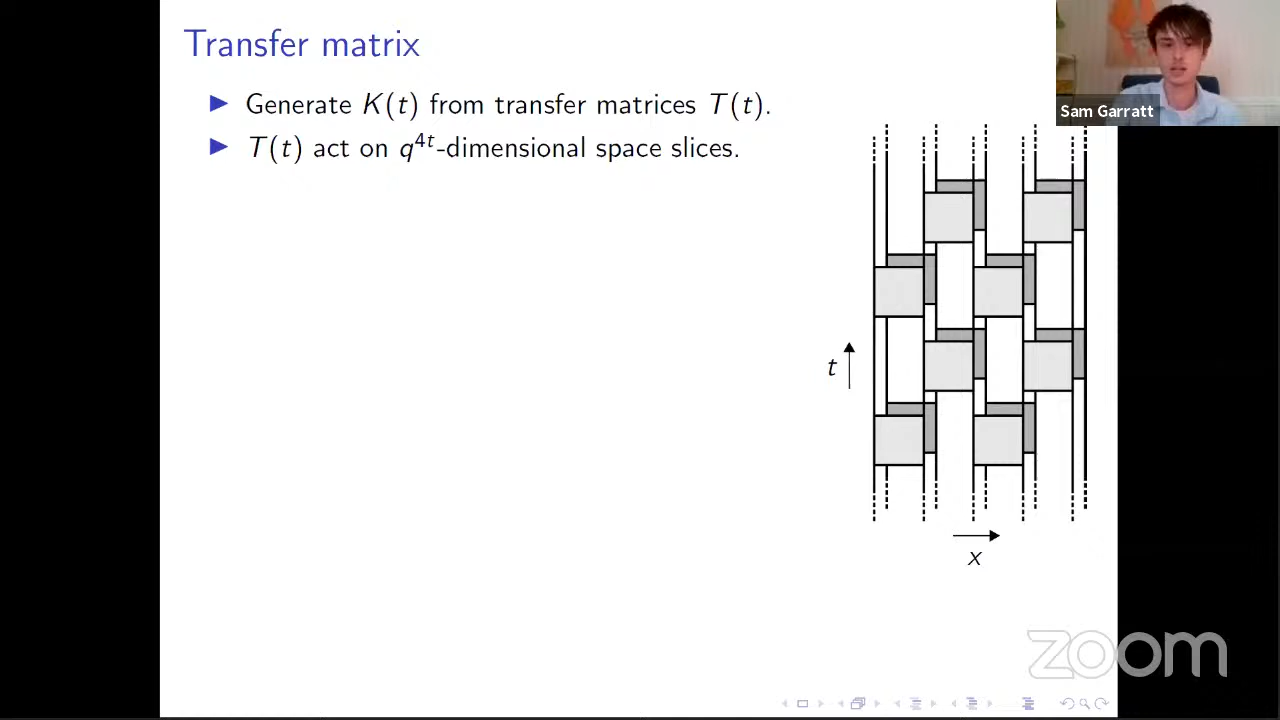 Transfer matrix
Generate K(t) from transfer matrices T(t).
T(t) act on q^{4t}-dimensional space slices.
Sam Garratt
t
x
zoom